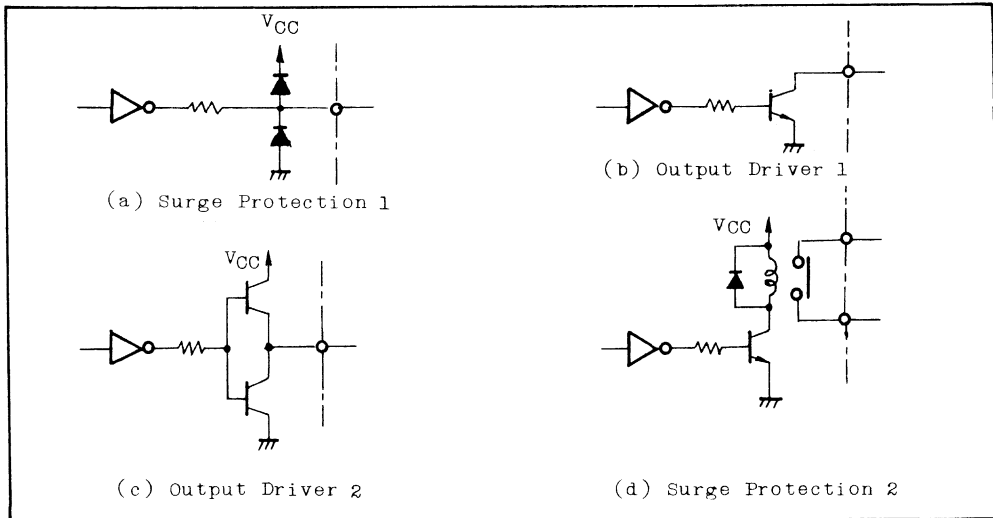 VCC
(a) Surge Protection 1
(b) Output Driver 1
VCC
(c) Output Driver 2
VCC
(d) Surge Protection 2